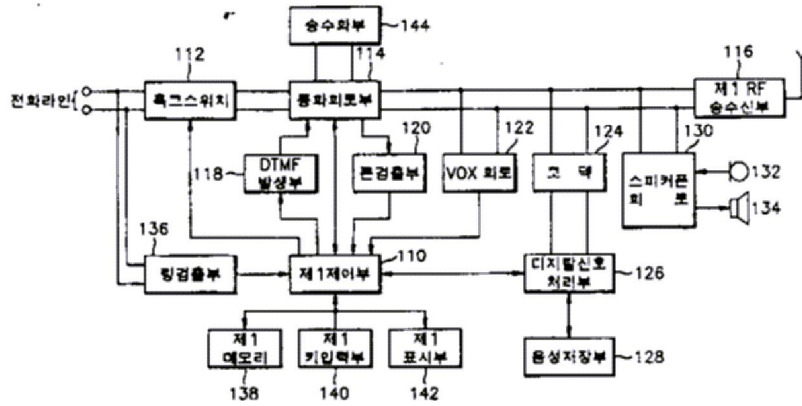 송수화부
144
112
114
116
전화라인
훅크스위치
통화회로부
제1 RF
송수신부
118
DTMF
발생부
120
톤검출부
122
VOX 회로
124
코덱
130
스피커폰
회로
132
134
136
링검출부
110
제1제어부
디지탈신호
처리부
126
제1
메모리
138
제1
키입력부
140
제1
표시부
142
음성저장부
128